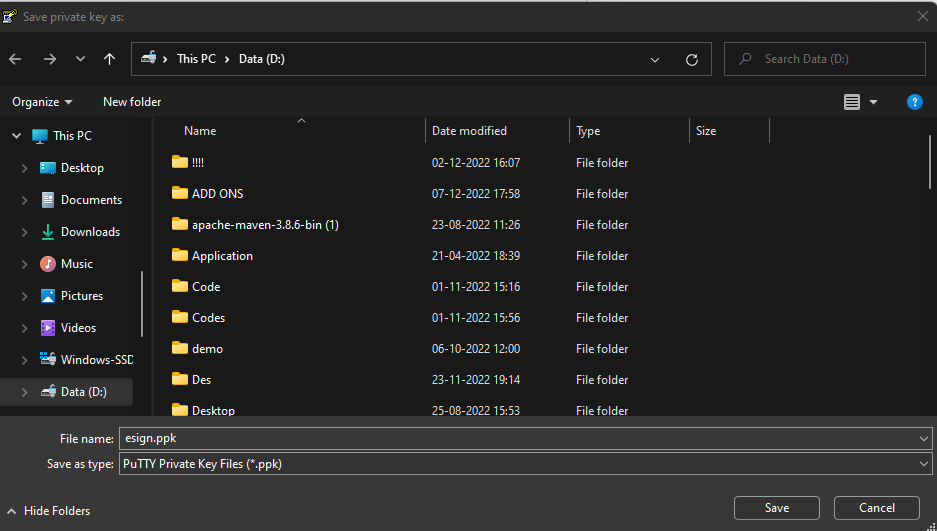 Save private key as:
This PC Data (D:)
Search Data (D:)
Organize New folder
Name Date modified Type Size
This PC
Desktop
Documents
Downloads
Music
Pictures
Videos
Windows-SSD
Data (D:)
!!!! 02-12-2022 16:07 File folder
ADD ONS 07-12-2022 17:58 File folder
apache-maven-3.8.6-bin (1) 23-08-2022 11:26 File folder
Application 21-04-2022 18:39 File folder
Code 01-11-2022 15:16 File folder
Codes 01-11-2022 15:56 File folder
demo 06-10-2022 12:00 File folder
Des 23-11-2022 19:14 File folder
Desktop 25-08-2022 15:53 File folder
File name: esign.ppk
Save as type: PuTTY Private Key Files (*.ppk)
Hide Folders
Save Cancel